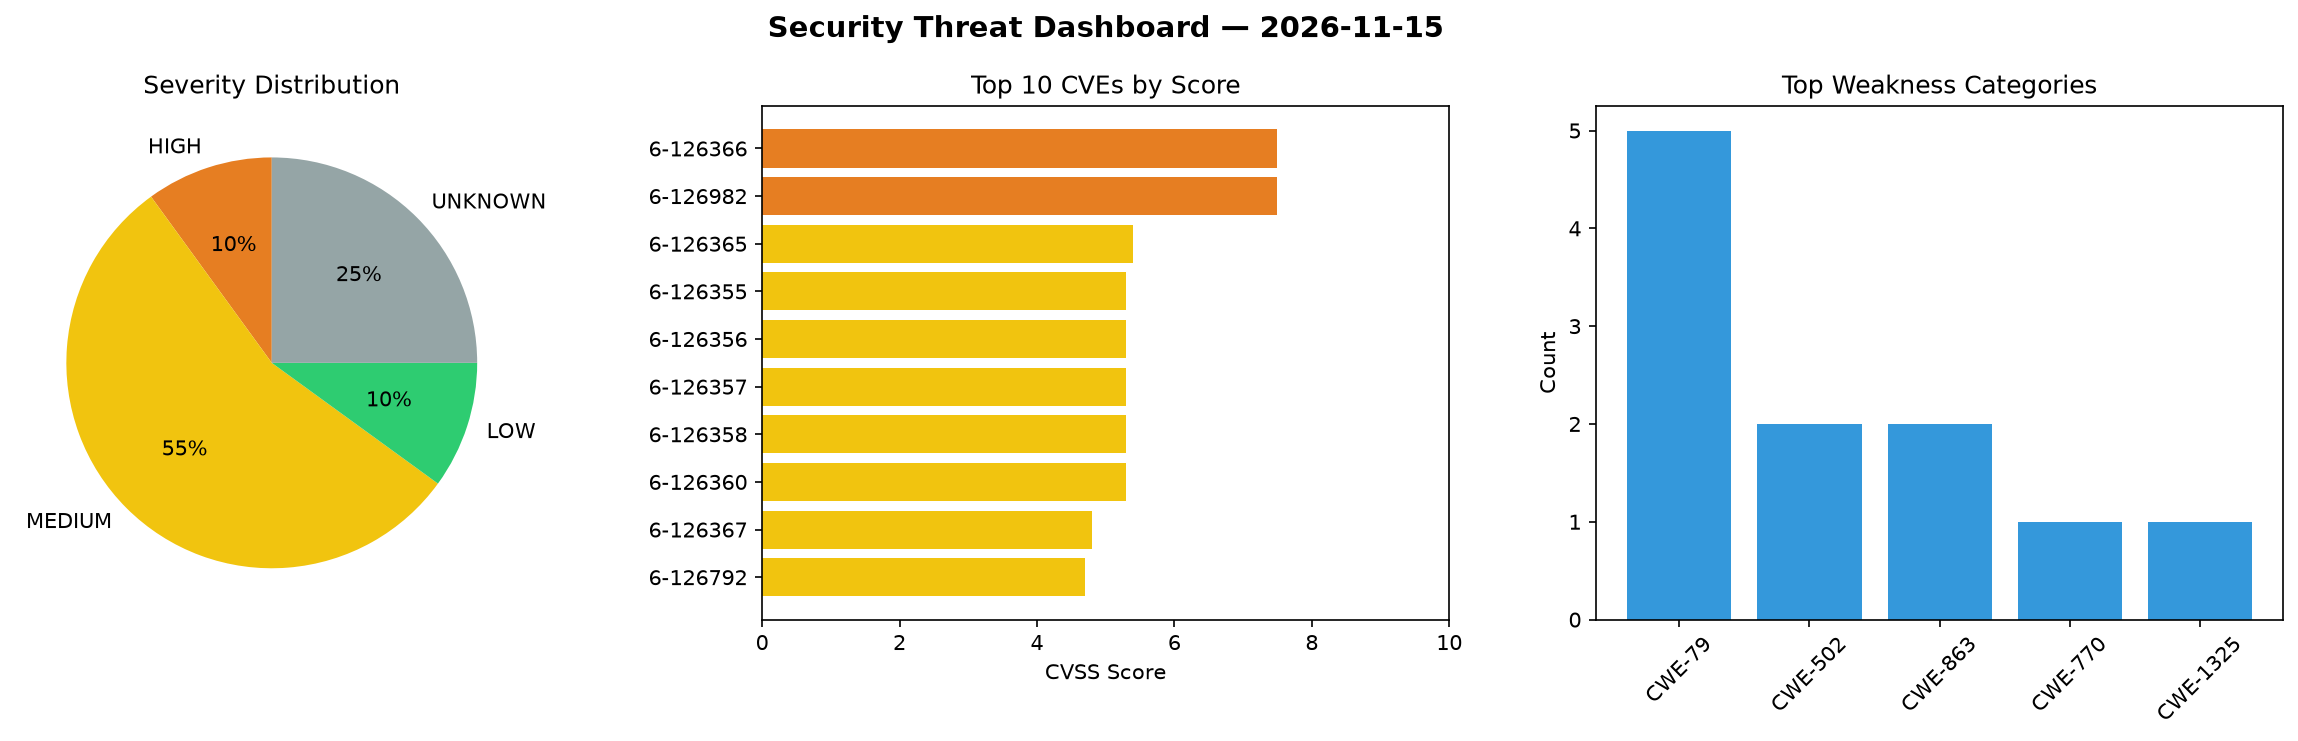 Security Threat Dashboard — 2026-11-15
Severity Distribution
HIGH
UNKNOWN
10%
25%
10%
LOW
55%
MEDIUM
Top 10 CVEs by Score
6-126366
6-126982
6-126365
6-126355
6-126356
6-126357
6-126358
6-126360
6-126367
6-126792
0 2 4 6 8 10
CVSS Score
Top Weakness Categories
5
4
3
2
1
0
Count
CWE-79
CWE-502
CWE-863
CWE-770
CWE-1325